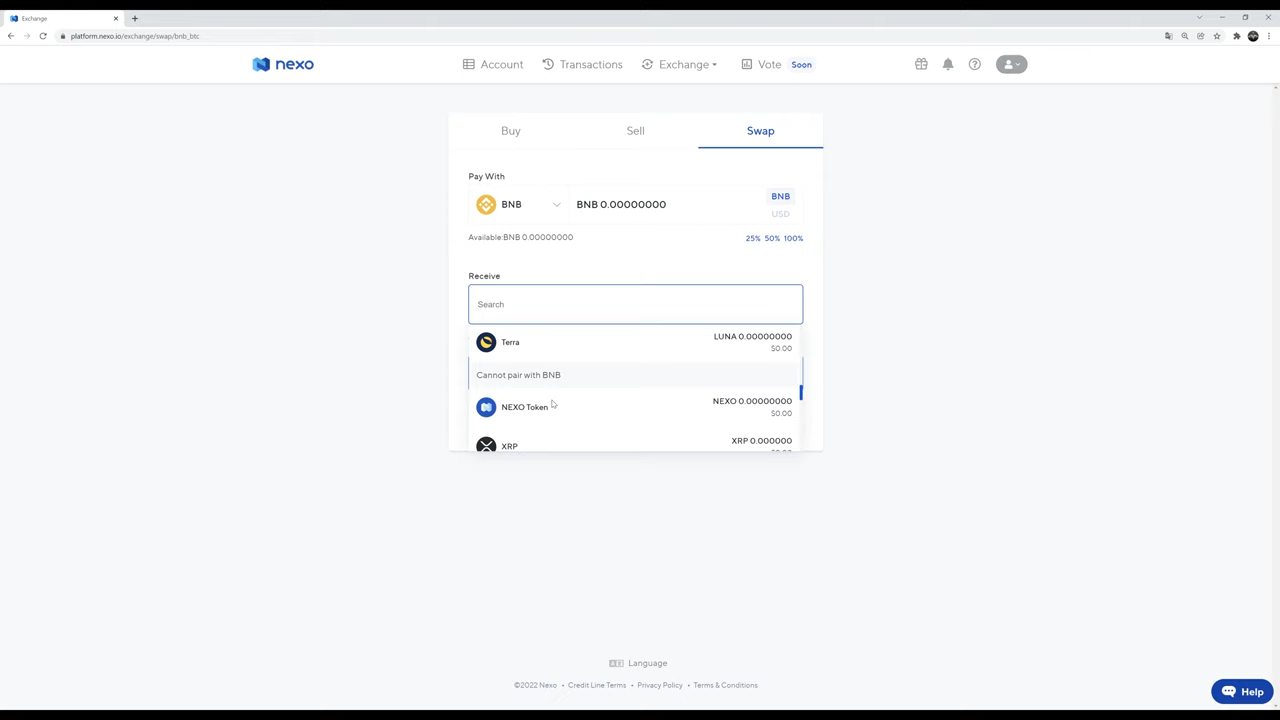 Exchange
platform.nexo.io/exchange/swap/bnb_btc
nexo
Account
Transactions
Exchange
Vote
Soon
Buy
Sell
Swap
Pay With
BNB
BNB 0.00000000
BNB
USD
Available:BNB 0.00000000
25% 50% 100%
Receive
Search
Terra
LUNA 0.00000000
$0.00
Cannot pair with BNB
NEXO Token
NEXO 0.00000000
$0.00
XRP
XRP 0.000000
Language
©2022 Nexo • Credit Line Terms • Privacy Policy • Terms & Conditions
Help